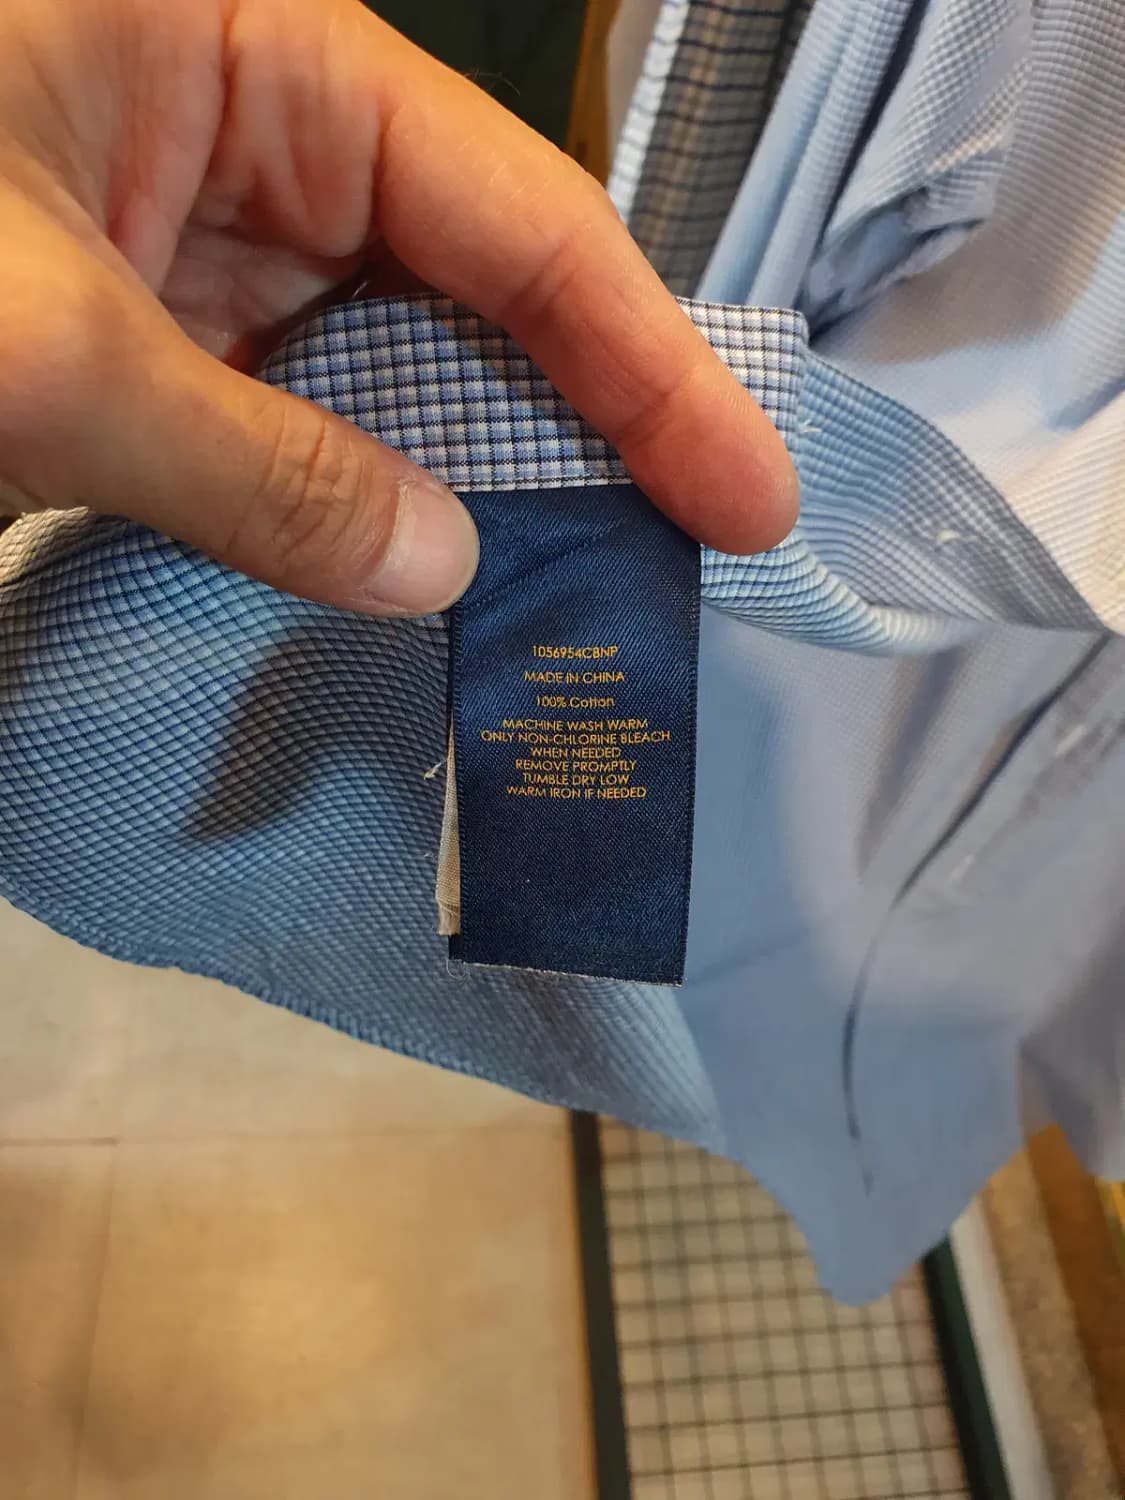 1056954CBNP
MADE IN CHINA
100% Cotton
MACHINE WASH WARM
ONLY NON-CHLORINE BLEACH
WHEN NEEDED
REMOVE PROMPTLY
TUMBLE DRY LOW
WARM IRON IF NEEDED